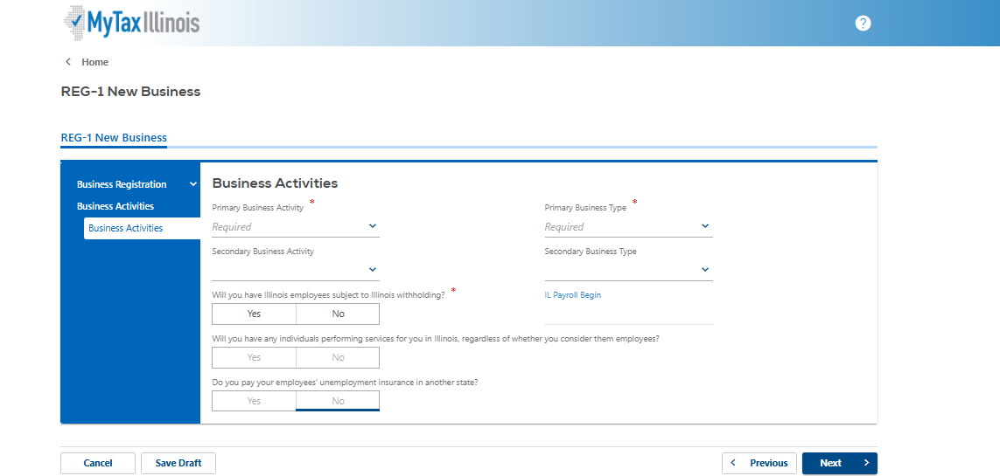 MyTax Illinois
?
Home
REG-1 New Business
REG-1 New Business
Business Registration
Business Activities
Business Activities
Business Activities
Primary Business Activity *
Primary Business Type *
Required
Required
Secondary Business Activity
Secondary Business Type
Will you have Illinois employees subject to Illinois withholding? *
IL Payroll Begin
Yes No
Will you have any individuals performing services for you in Illinois, regardless of whether you consider them employees?
Yes No
Do you pay your employees' unemployment insurance in another state?
Yes No
Cancel
Save Draft
Previous
Next